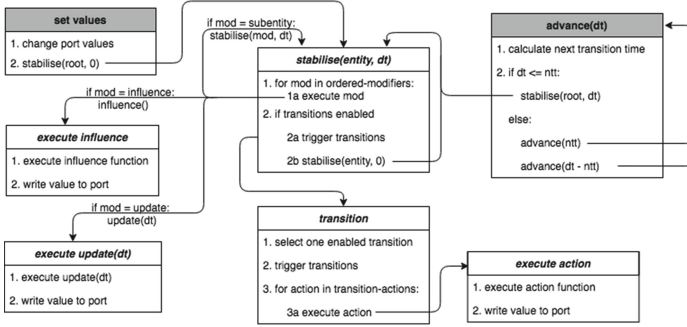 set values
1. change port values
2. stabilise(root, 0)
if mod = subentity:
stabilise(mod, dt)
stabilise(entity, dt)
1. for mod in ordered-modifiers:
1a execute mod
2. if transitions enabled
2a trigger transitions
2b stabilise(entity, 0)
advance(dt)
1. calculate next transition time
2. if dt <= ntt:
stabilise(root, dt)
else:
advance(ntt)
advance(dt - ntt)
if mod = influence:
influence()
execute influence
1. execute influence function
2. write value to port
if mod = update:
update(dt)
execute update(dt)
1. execute update(dt)
2. write value to port
transition
1. select one enabled transition
2. trigger transitions
3. for action in transition-actions:
3a execute action
execute action
1. execute action function
2. write value to port